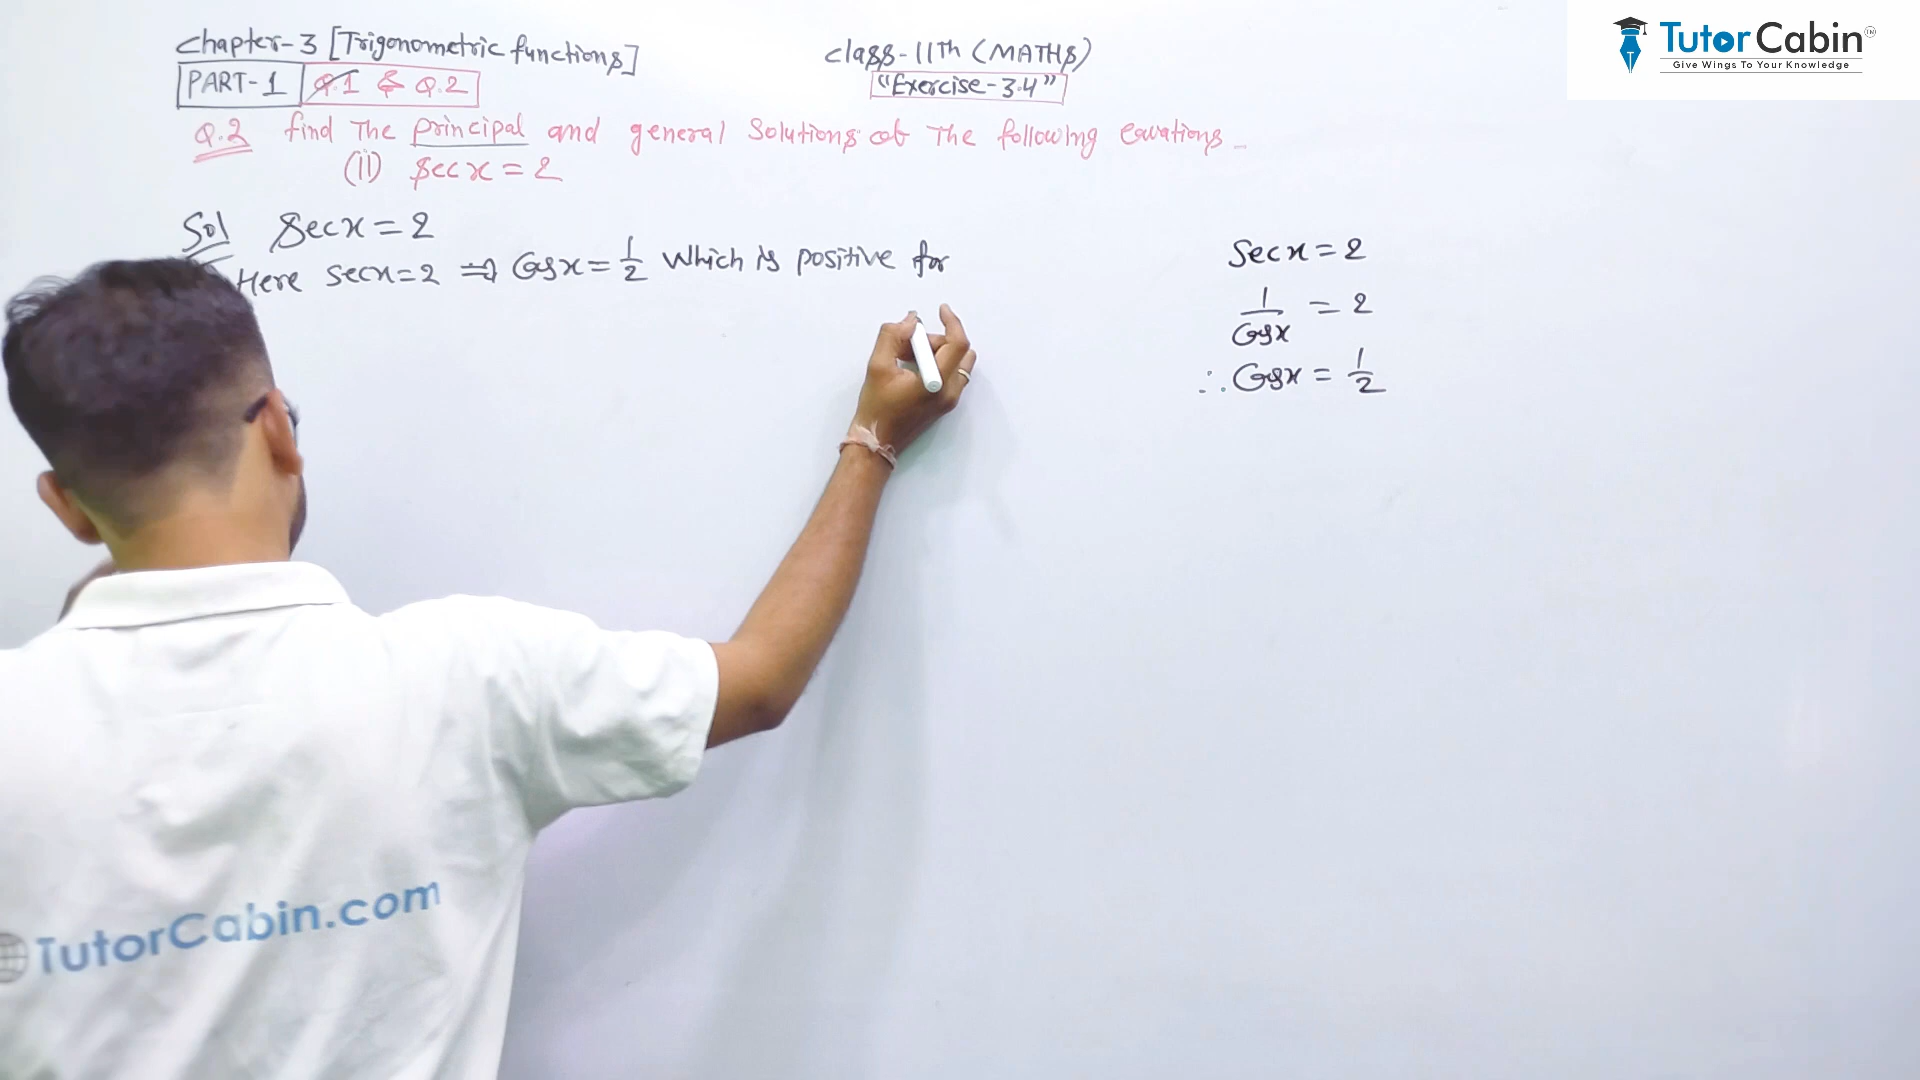 Chapter-3 [Trigonometric functions]
class-11th (MATHS)
PART-1 Q.1 & Q.2
"Exercise-3.4"
Q.2 find The principal and general Solutions of The following equations
(ii) Sec x = 2
Sol Sec x = 2
Here Sec x = 2 ⇒ Cos x = 1/2 Which is positive for
Sec x = 2
1/Cos x = 2
∴ Cos x = 1/2
Tutor Cabin TM
Give Wings To Your Knowledge
TutorCabin.com